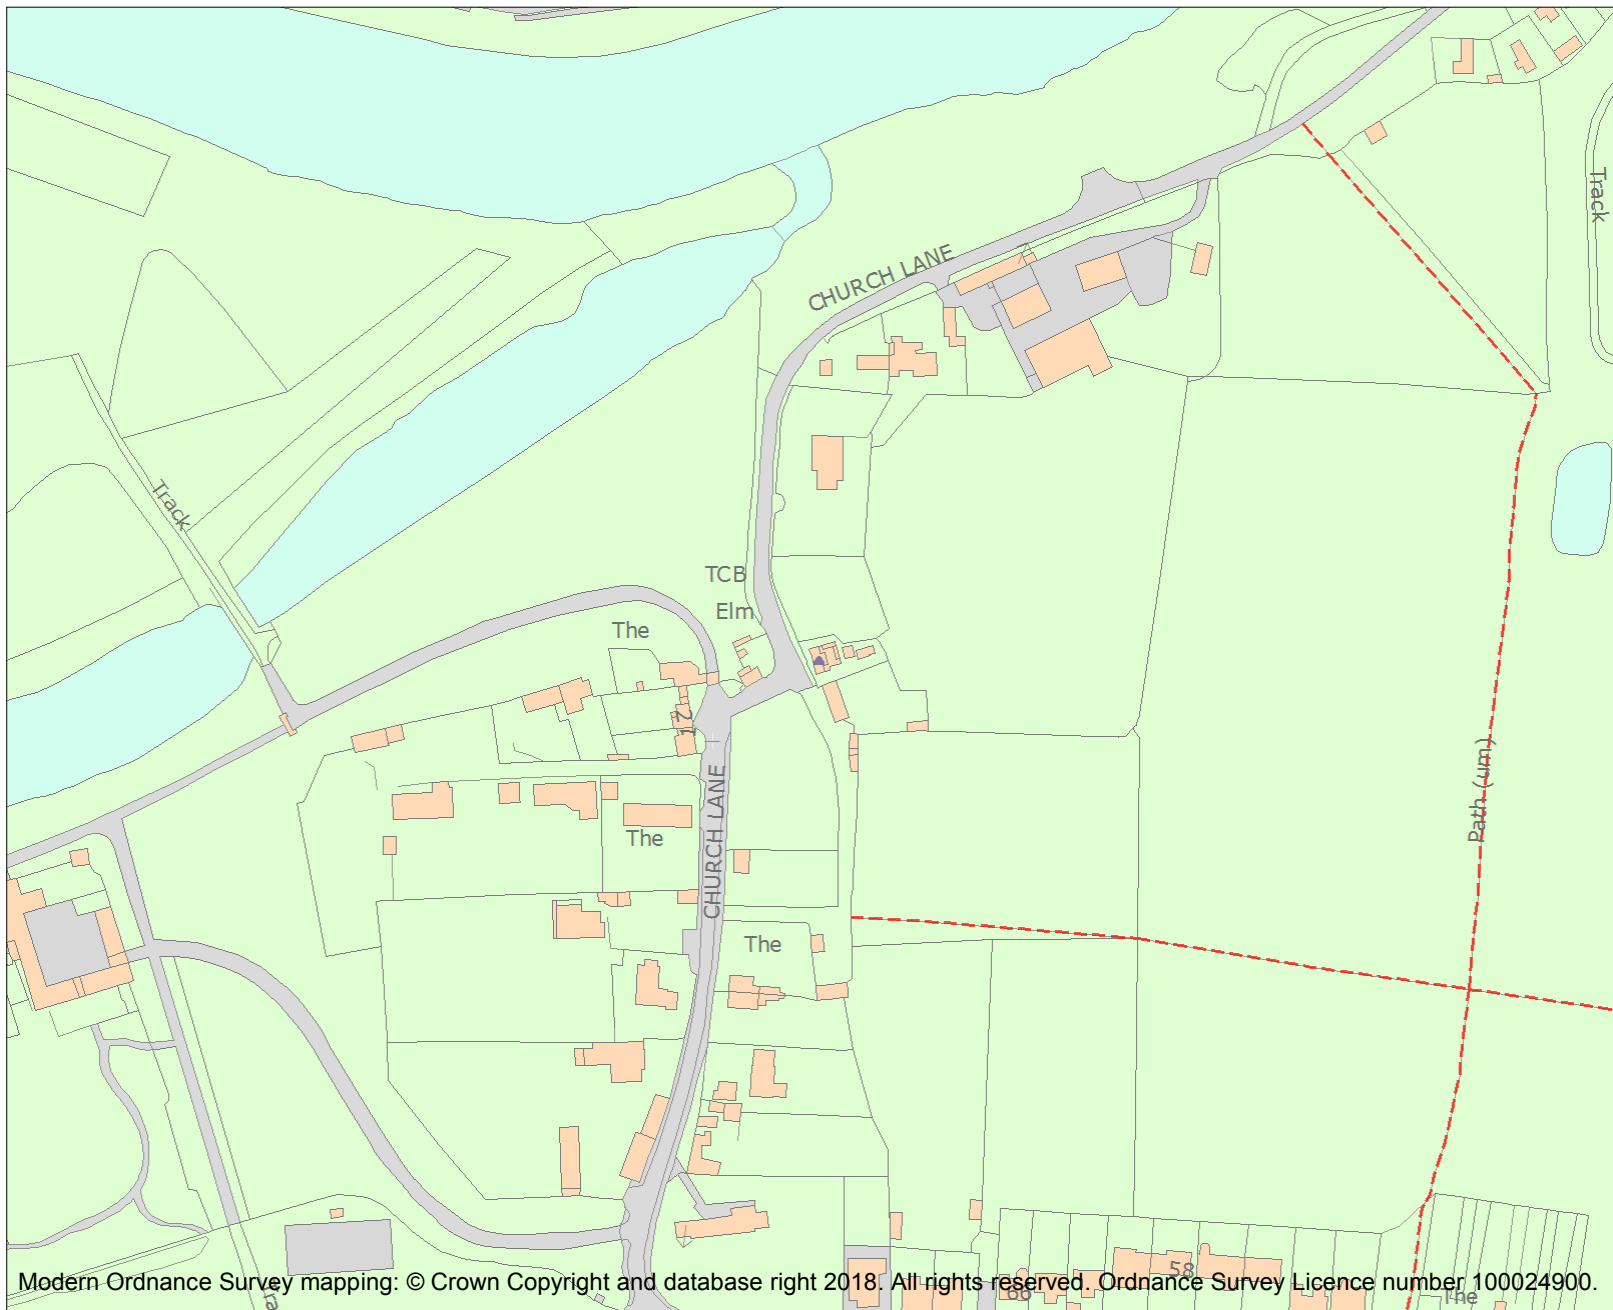 Track
CHURCH LANE
Track
TCB
Elm
The
12
CHURCH LANE
Path (um)
The
The
58
66
The
Modern Ordnance Survey mapping: © Crown Copyright and database right 2018. All rights reserved. Ordnance Survey Licence number 100024900.